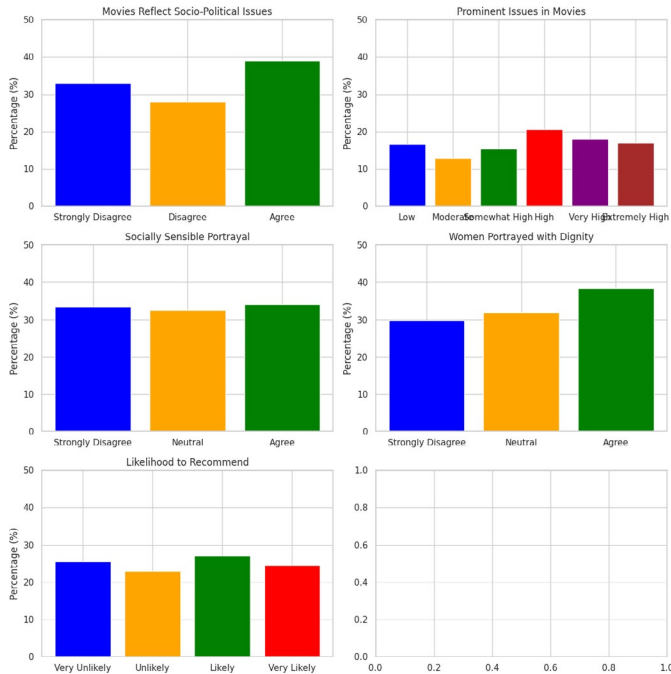 Movies Reflect Socio-Political Issues
50
40
30
20
10
0
Percentage (%)
Strongly Disagree Disagree Agree
Prominent Issues in Movies
50
40
30
20
10
0
Percentage (%)
Low Moderate Somewhat High High Very High Extremely High
Socially Sensible Portrayal
50
40
30
20
10
0
Percentage (%)
Strongly Disagree Neutral Agree
Women Portrayed with Dignity
50
40
30
20
10
0
Percentage (%)
Strongly Disagree Neutral Agree
Likelihood to Recommend
50
40
30
20
10
0
Percentage (%)
Very Unlikely Unlikely Likely Very Likely
1.0
0.8
0.6
0.4
0.2
0.0
0.0 0.2 0.4 0.6 0.8 1.0